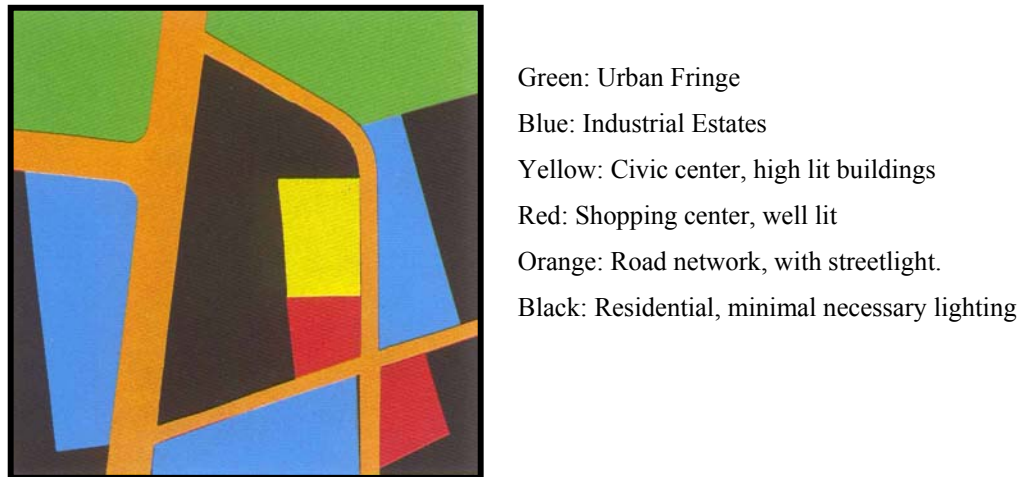 Green: Urban Fringe
Blue: Industrial Estates
Yellow: Civic center, high lit buildings
Red: Shopping center, well lit
Orange: Road network, with streetlight.
Black: Residential, minimal necessary lighting